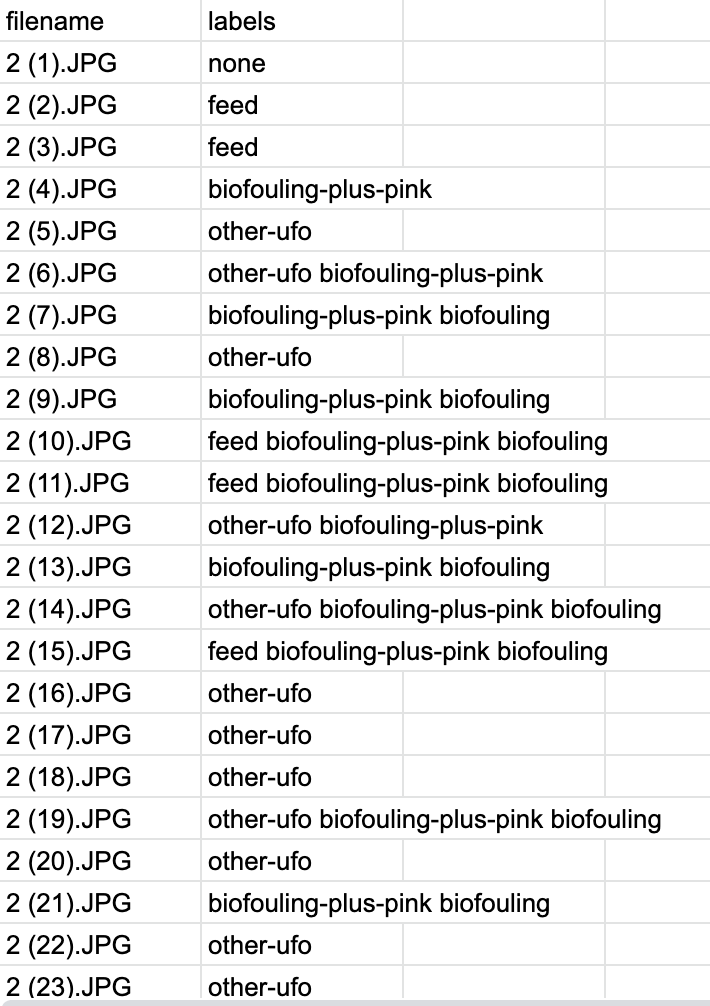 filename labels
2 (1).JPG none
2 (2).JPG feed
2 (3).JPG feed
2 (4).JPG biofouling-plus-pink
2 (5).JPG other-ufo
2 (6).JPG other-ufo biofouling-plus-pink
2 (7).JPG biofouling-plus-pink biofouling
2 (8).JPG other-ufo
2 (9).JPG biofouling-plus-pink biofouling
2 (10).JPG feed biofouling-plus-pink biofouling
2 (11).JPG feed biofouling-plus-pink biofouling
2 (12).JPG other-ufo biofouling-plus-pink
2 (13).JPG biofouling-plus-pink biofouling
2 (14).JPG other-ufo biofouling-plus-pink biofouling
2 (15).JPG feed biofouling-plus-pink biofouling
2 (16).JPG other-ufo
2 (17).JPG other-ufo
2 (18).JPG other-ufo
2 (19).JPG other-ufo biofouling-plus-pink biofouling
2 (20).JPG other-ufo
2 (21).JPG biofouling-plus-pink biofouling
2 (22).JPG other-ufo
2 (23).JPG other-ufo